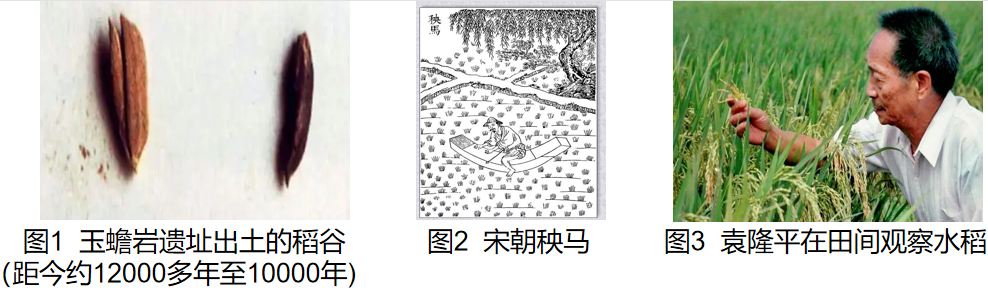 秧馬
图1 玉蟾岩遗址出土的稻谷
(距今约12000多年至10000年)
图2 宋朝秧马
图3 袁隆平在田间观察水稻